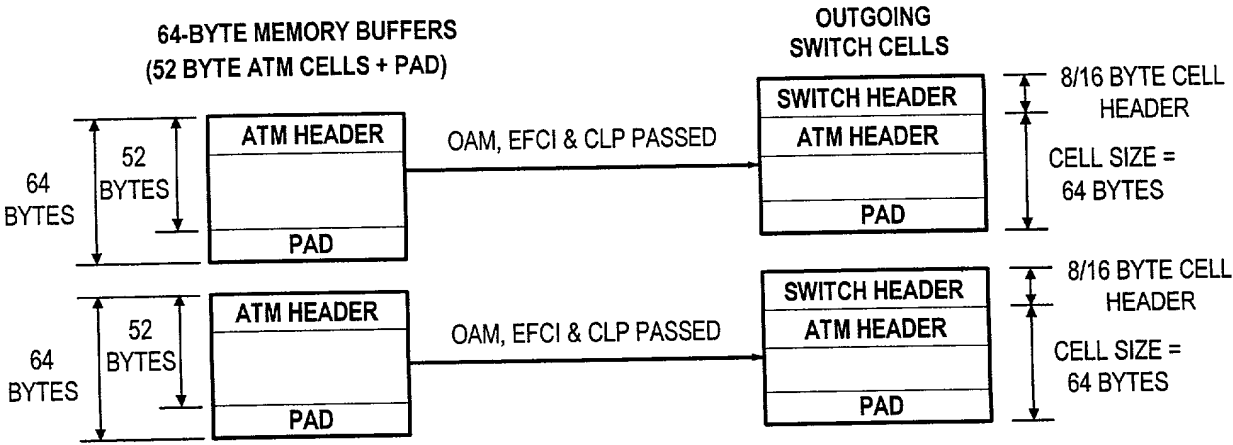 64-BYTE MEMORY BUFFERS
(52 BYTE ATM CELLS + PAD)
OUTGOING
SWITCH CELLS
64
BYTES
52
BYTES
ATM HEADER
PAD
OAM, EFCI & CLP PASSED
SWITCH HEADER
ATM HEADER
PAD
8/16 BYTE CELL
HEADER
CELL SIZE =
64 BYTES
64
BYTES
52
BYTES
ATM HEADER
PAD
OAM, EFCI & CLP PASSED
SWITCH HEADER
ATM HEADER
PAD
8/16 BYTE CELL
HEADER
CELL SIZE =
64 BYTES